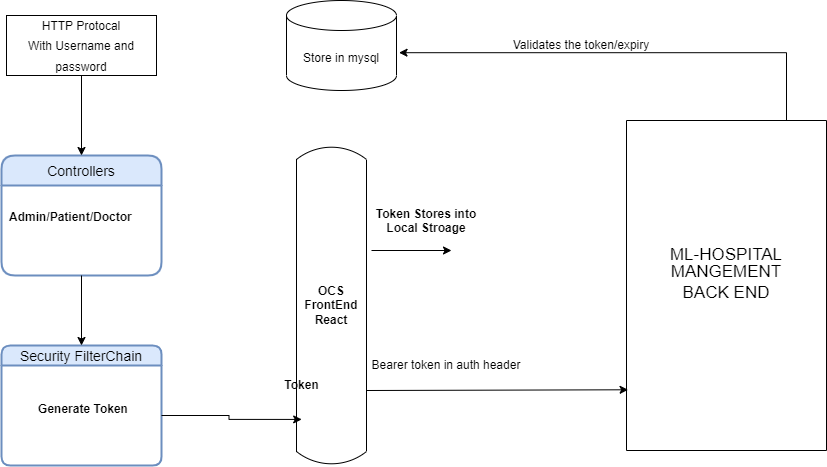 HTTP Protocal
With Username and
password
Store in mysql
Validates the token/expiry
Controllers
Admin/Patient/Doctor
Token Stores into
Local Stroage
ML-HOSPITAL
MANGEMENT
BACK END
OCS
FrontEnd
React
Security FilterChain
Generate Token
Bearer token in auth header
Token